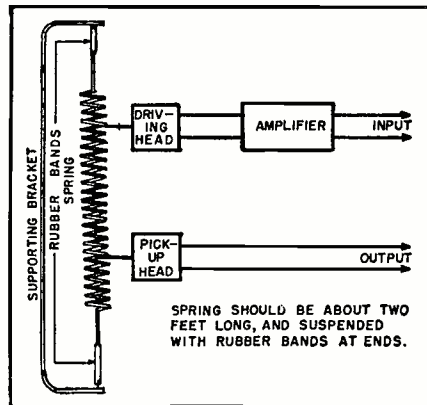 SUPPORTING BRACKET
RUBBER BANDS
SPRING
DRIV-
ING
HEAD
AMPLIFIER
INPUT
PICK-
UP
HEAD
OUTPUT
SPRING SHOULD BE ABOUT TWO
FEET LONG, AND SUSPENDED
WITH RUBBER BANDS AT ENDS.